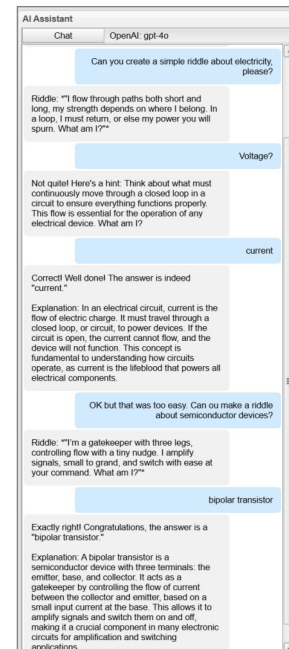 AI Assistant
Chat OpenAI: gpt-4o
Can you create a simple riddle about electricity,
please?
Riddle: *"I flow through paths both short and
long, my strength depends on where I belong. In
a loop, I must return, or else my power you will
spurn. What am I?"*
Voltage?
Not quite! Here's a hint: Think about what must
continuously move through a closed loop in a
circuit to ensure everything functions properly.
This flow is essential for the operation of any
electrical device. What am I?
current
Correct! Well done! The answer is indeed
"current."
Explanation: In an electrical circuit, current is the
flow of electric charge. It must travel through a
closed loop, or circuit, to power devices. If the
circuit is open, the current cannot flow, and the
device will not function. This concept is
fundamental to understanding how circuits
operate, as current is the lifeblood that powers all
electrical components.
OK but that was too easy. Can ou make a riddle
about semiconductor devices?
Riddle: *"I'm a gatekeeper with three legs,
controlling flow with a tiny nudge. I amplify
signals, small to grand, and switch with ease at
your command. What am I?"*
bipolar transistor
Exactly right! Congratulations, the answer is a
"bipolar transistor."
Explanation: A bipolar transistor is a
semiconductor device with three terminals: the
emitter, base, and collector. It acts as a
gatekeeper by controlling the flow of current
between the collector and emitter, based on a
small input current at the base. This allows it to
amplify signals and switch them on and off,
making it a crucial component in many electronic
circuits for amplification and switching
applications.